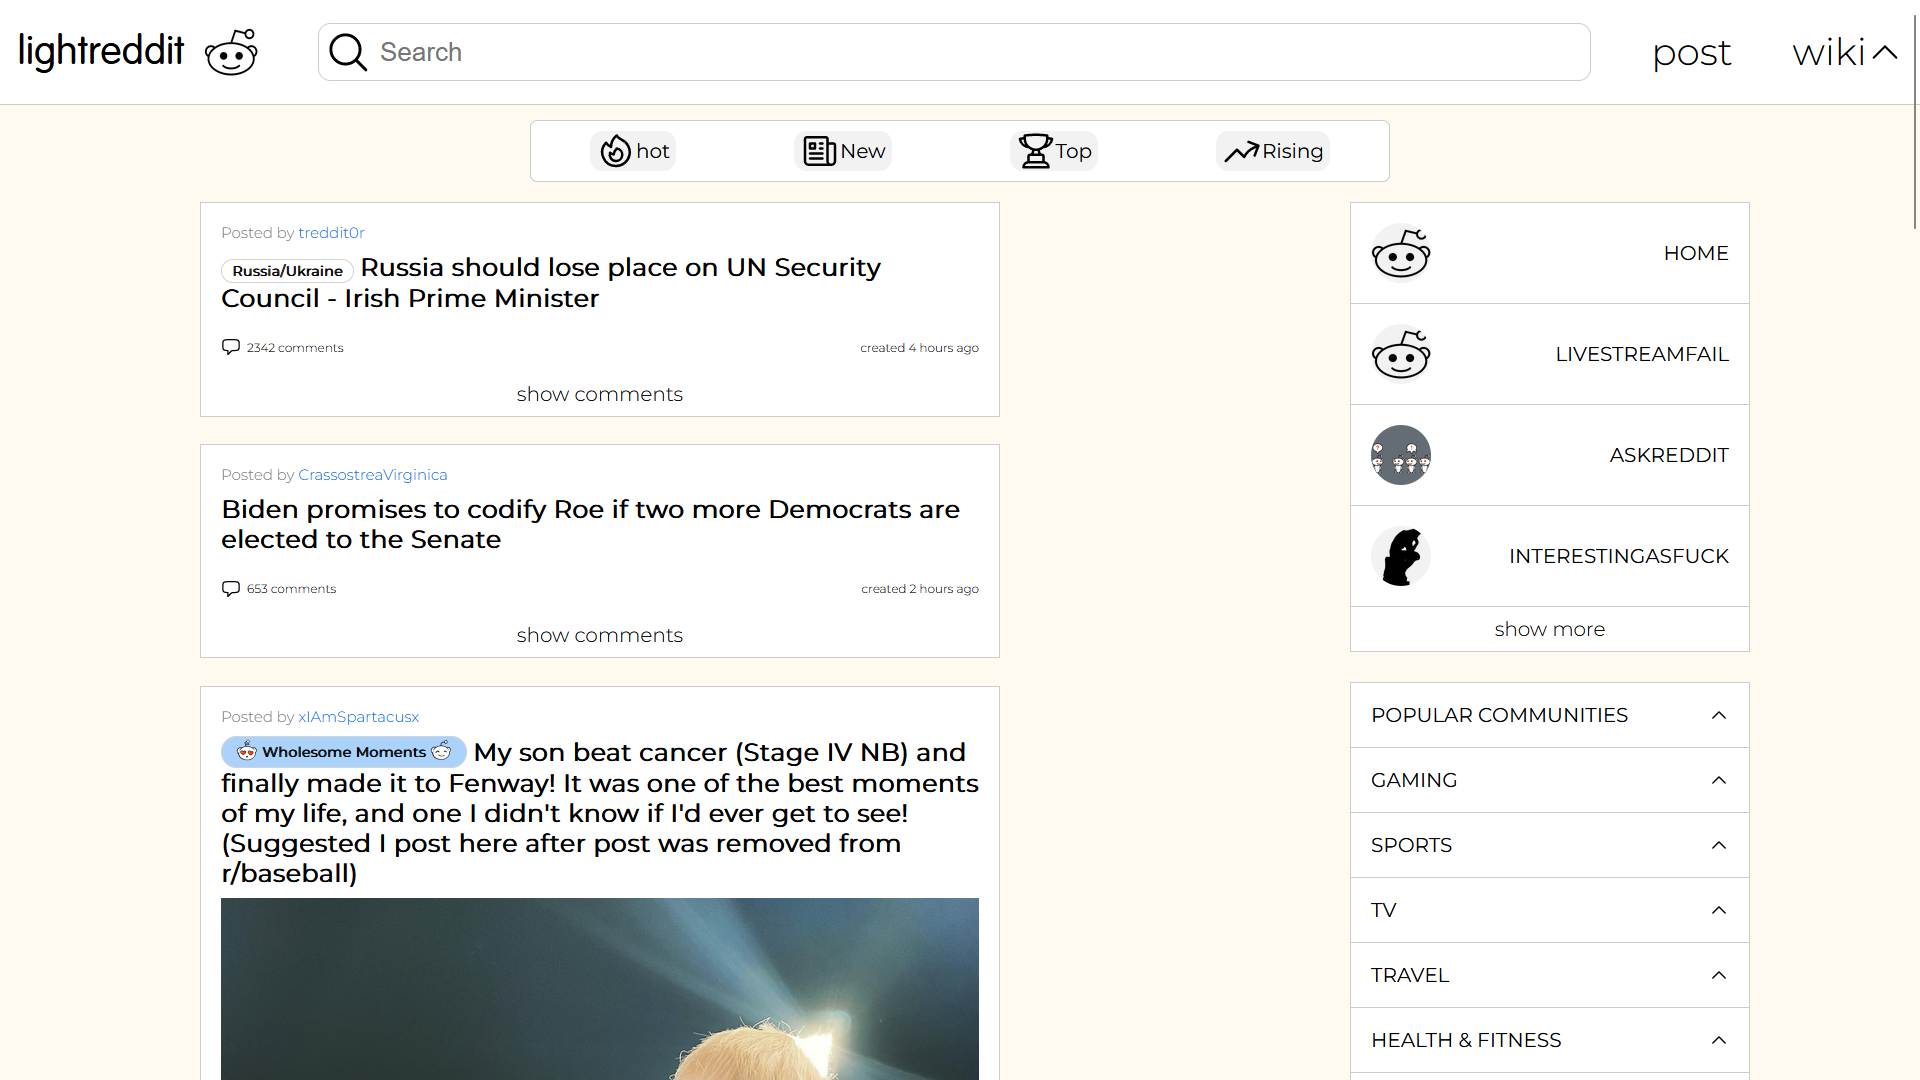 lightreddit
Search
post
wiki
hot
New
Top
Rising
Posted by treddit0r
Russia/Ukraine Russia should lose place on UN Security
Council - Irish Prime Minister
2342 comments
created 4 hours ago
show comments
Posted by CrassostreaVirginica
Biden promises to codify Roe if two more Democrats are
elected to the Senate
653 comments
created 2 hours ago
show comments
Posted by xIAmSpartacusx
Wholesome Moments My son beat cancer (Stage IV NB) and
finally made it to Fenway! It was one of the best moments
of my life, and one I didn't know if I'd ever get to see!
(Suggested I post here after post was removed from
r/baseball)
HOME
LIVESTREAMFAIL
ASKREDDIT
INTERESTINGASFUCK
show more
POPULAR COMMUNITIES
GAMING
SPORTS
TV
TRAVEL
HEALTH & FITNESS